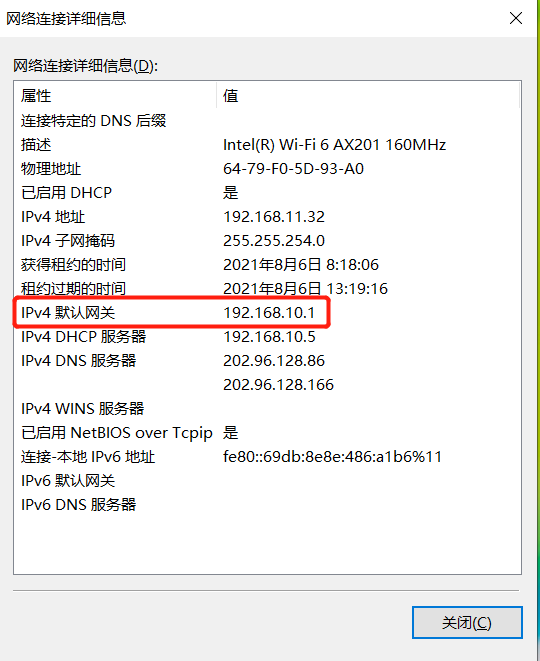 网络连接详细信息
网络连接详细信息(D):
属性 值
连接特定的 DNS 后缀
描述 Intel(R) Wi-Fi 6 AX201 160MHz
物理地址 64-79-F0-5D-93-A0
已启用 DHCP 是
IPv4 地址 192.168.11.32
IPv4 子网掩码 255.255.254.0
获得租约的时间 2021年8月6日 8:18:06
租约过期的时间 2021年8月6日 13:19:16
IPv4 默认网关 192.168.10.1
IPv4 DHCP 服务器 192.168.10.5
IPv4 DNS 服务器 202.96.128.86
202.96.128.166
IPv4 WINS 服务器
已启用 NetBIOS over Tcpip 是
连接-本地 IPv6 地址 fe80::69db:8e8e:486:a1b6%11
IPv6 默认网关
IPv6 DNS 服务器
关闭(C)